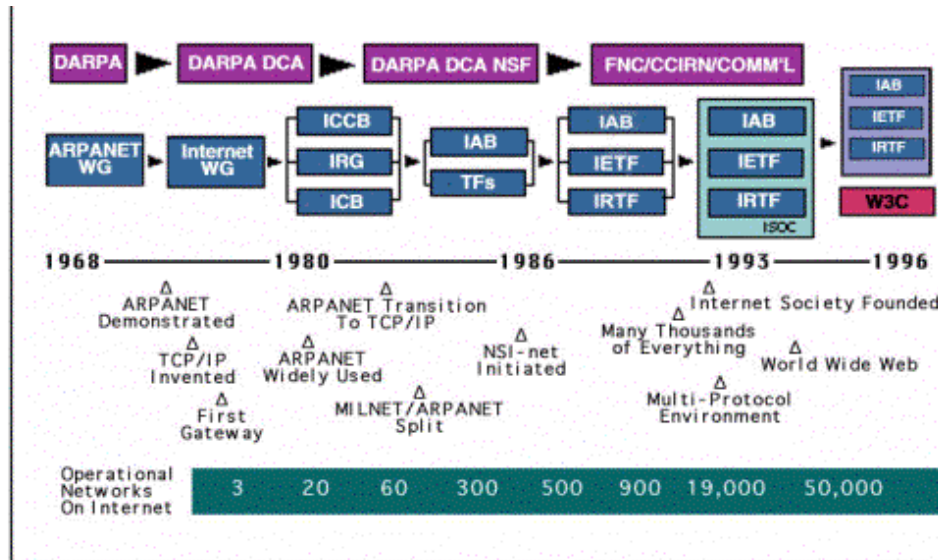 DARPA
DARPA DCA
DARPA DCA NSF
FNC/CCIRN/COMM'L
ARPANET
WG
Internet
WG
ICCB
IRG
ICB
IAB
TFs
IAB
IETF
IRTF
IAB
IETF
IRTF
ISOC
IAB
IETF
IRTF
W3C
1968
1980
1986
1993
1996
ARPANET
Demonstrated
TCP/IP
Invented
First
Gateway
ARPANET
Widely Used
ARPANET Transition
To TCP/IP
MILNET/ARPANET
Split
NSI-net
Initiated
Internet Society Founded
Many Thousands
of Everything
World Wide Web
Multi-Protocol
Environment
Operational
Networks
On Internet
3 20 60 300 500 900 19,000 50,000